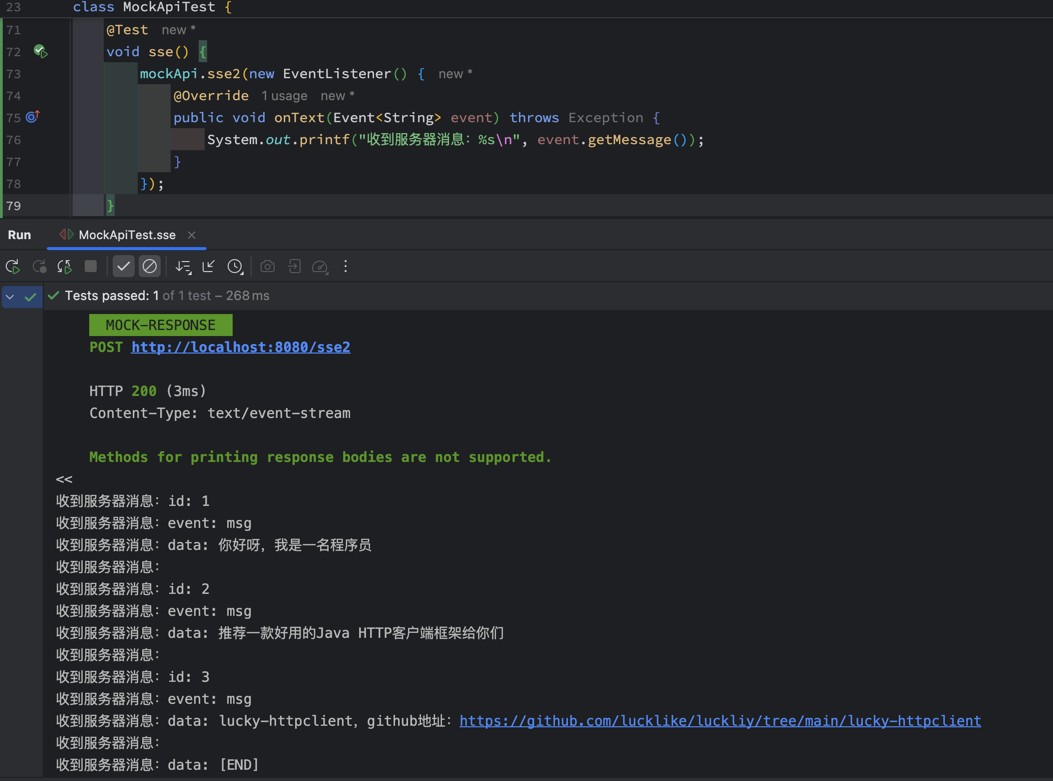 23 class MockApiTest {
71 @Test new *
72 void sse() {
73 mockApi.sse2(new EventListener() { new *
74 @Override 1 usage new *
75 public void onText(Event<String> event) throws Exception {
76 System.out.printf("收到服务器消息：%s\n", event.getMessage());
77 }
78 });
79 }
Run MockApiTest.sse
Tests passed: 1 of 1 test – 268 ms
MOCK-RESPONSE
POST http://localhost:8080/sse2
HTTP 200 (3ms)
Content-Type: text/event-stream
Methods for printing response bodies are not supported.
<<
收到服务器消息：id: 1
收到服务器消息：event: msg
收到服务器消息：data: 你好呀，我是一名程序员
收到服务器消息：
收到服务器消息：id: 2
收到服务器消息：event: msg
收到服务器消息：data: 推荐一款好用的Java HTTP客户端框架给你们
收到服务器消息：
收到服务器消息：id: 3
收到服务器消息：event: msg
收到服务器消息：data: lucky-httpclient，github地址：https://github.com/lucklike/luckliy/tree/main/lucky-httpclient
收到服务器消息：
收到服务器消息：data: [END]